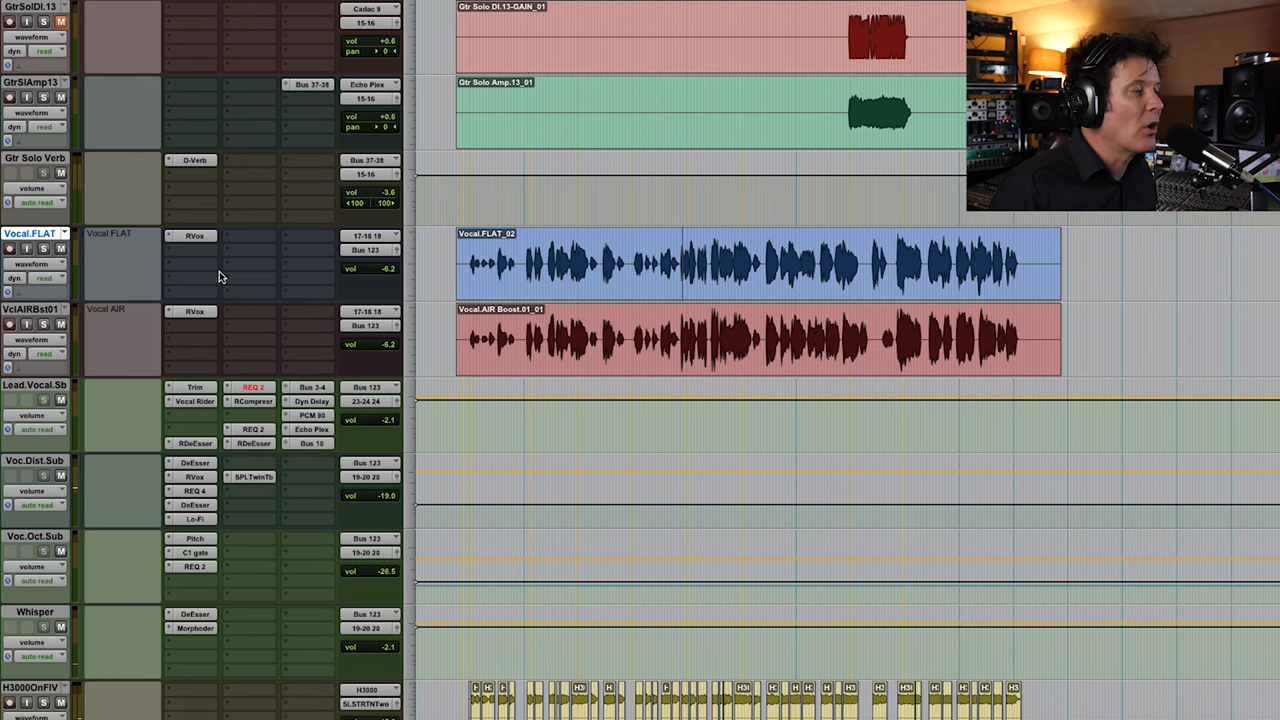 GtrSolDI.13
I S M
waveform
dyn read
Cadac 9
15-16
vol +0.6
pan 0
Gtr Solo DI.13-GAIN_01
GtrSlAmp13
I S M
waveform
dyn read
Bus 37-38
Echo Plex
15-16
vol +0.6
pan 0
Gtr Solo Amp.13_01
Gtr Solo Verb
S M
volume
auto read
D-Verb
Bus 37-38
15-16
vol -3.6
100 100
Vocal.FLAT
I S M
waveform
dyn read
Vocal FLAT
RVox
17-18 18
Bus 123
vol -6.2
Vocal.FLAT_02
VclAIRBst01
I S M
waveform
dyn read
Vocal AIR
RVox
17-18 18
Bus 123
vol -6.2
Vocal.AIR Boost.01_01
Lead.Vocal.Sb
S M
volume
auto read
Trim REQ 2 Bus 3-4
Vocal Rider RCompresr Dyn Delay
PCM 90
REQ 2 Echo Plex
RDeEsser RDeEsser Bus 10
Bus 123
23-24 24
vol -2.1
Voc.Dist.Sub
S M
volume
auto read
DeEsser
RVox SPLTwinTb
REQ 4
DeEsser
Lo-Fi
Bus 123
19-20 20
vol -19.0
Voc.Oct.Sub
S M
volume
auto read
Pitch
C1 gate
REQ 2
Bus 123
19-20 20
vol -26.5
Whisper
S M
volume
auto read
DeEsser
Morphoder
Bus 123
19-20 20
vol -2.1
H3000OnFIV
I S M
waveform
H3000
SLSTRTNTwo